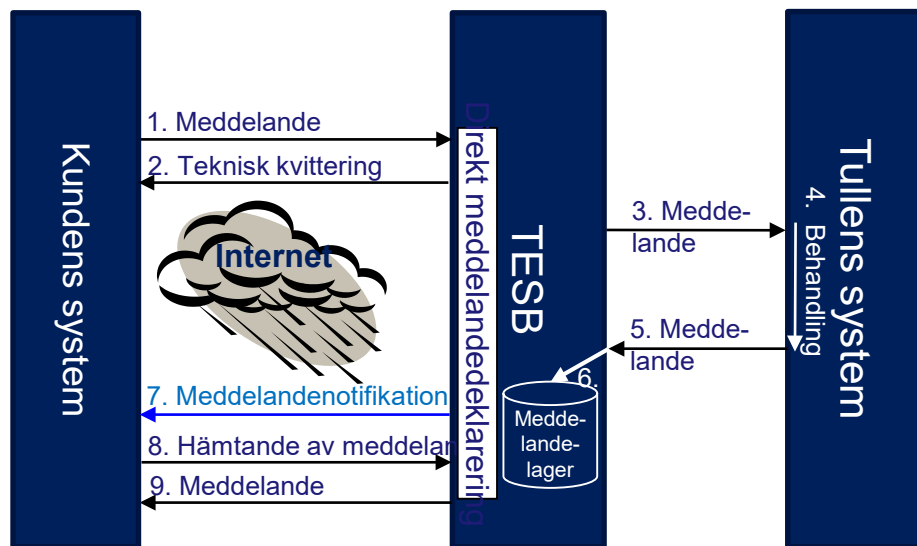 Kundens system
1. Meddelande
2. Teknisk kvittering
Internet
7. Meddelandenotifikation
8. Hämtande av meddelan
9. Meddelande
Direkt meddelandedeklarering
TESB
3. Medde-
lande
4. Behandling
5. Medde-
lande
6.
Medde-
lande-
lager
Tullens system